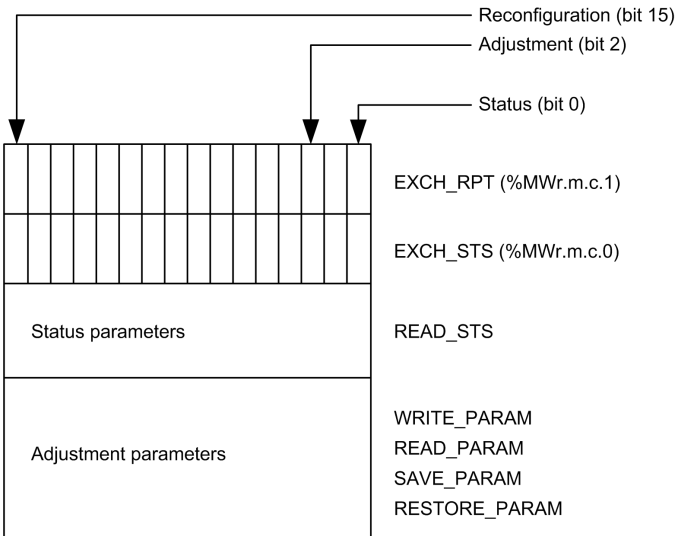 Reconfiguration (bit 15)
Adjustment (bit 2)
Status (bit 0)
EXCH_RPT (%MWr.m.c.1)
EXCH_STS (%MWr.m.c.0)
Status parameters
READ_STS
Adjustment parameters
WRITE_PARAM
READ_PARAM
SAVE_PARAM
RESTORE_PARAM